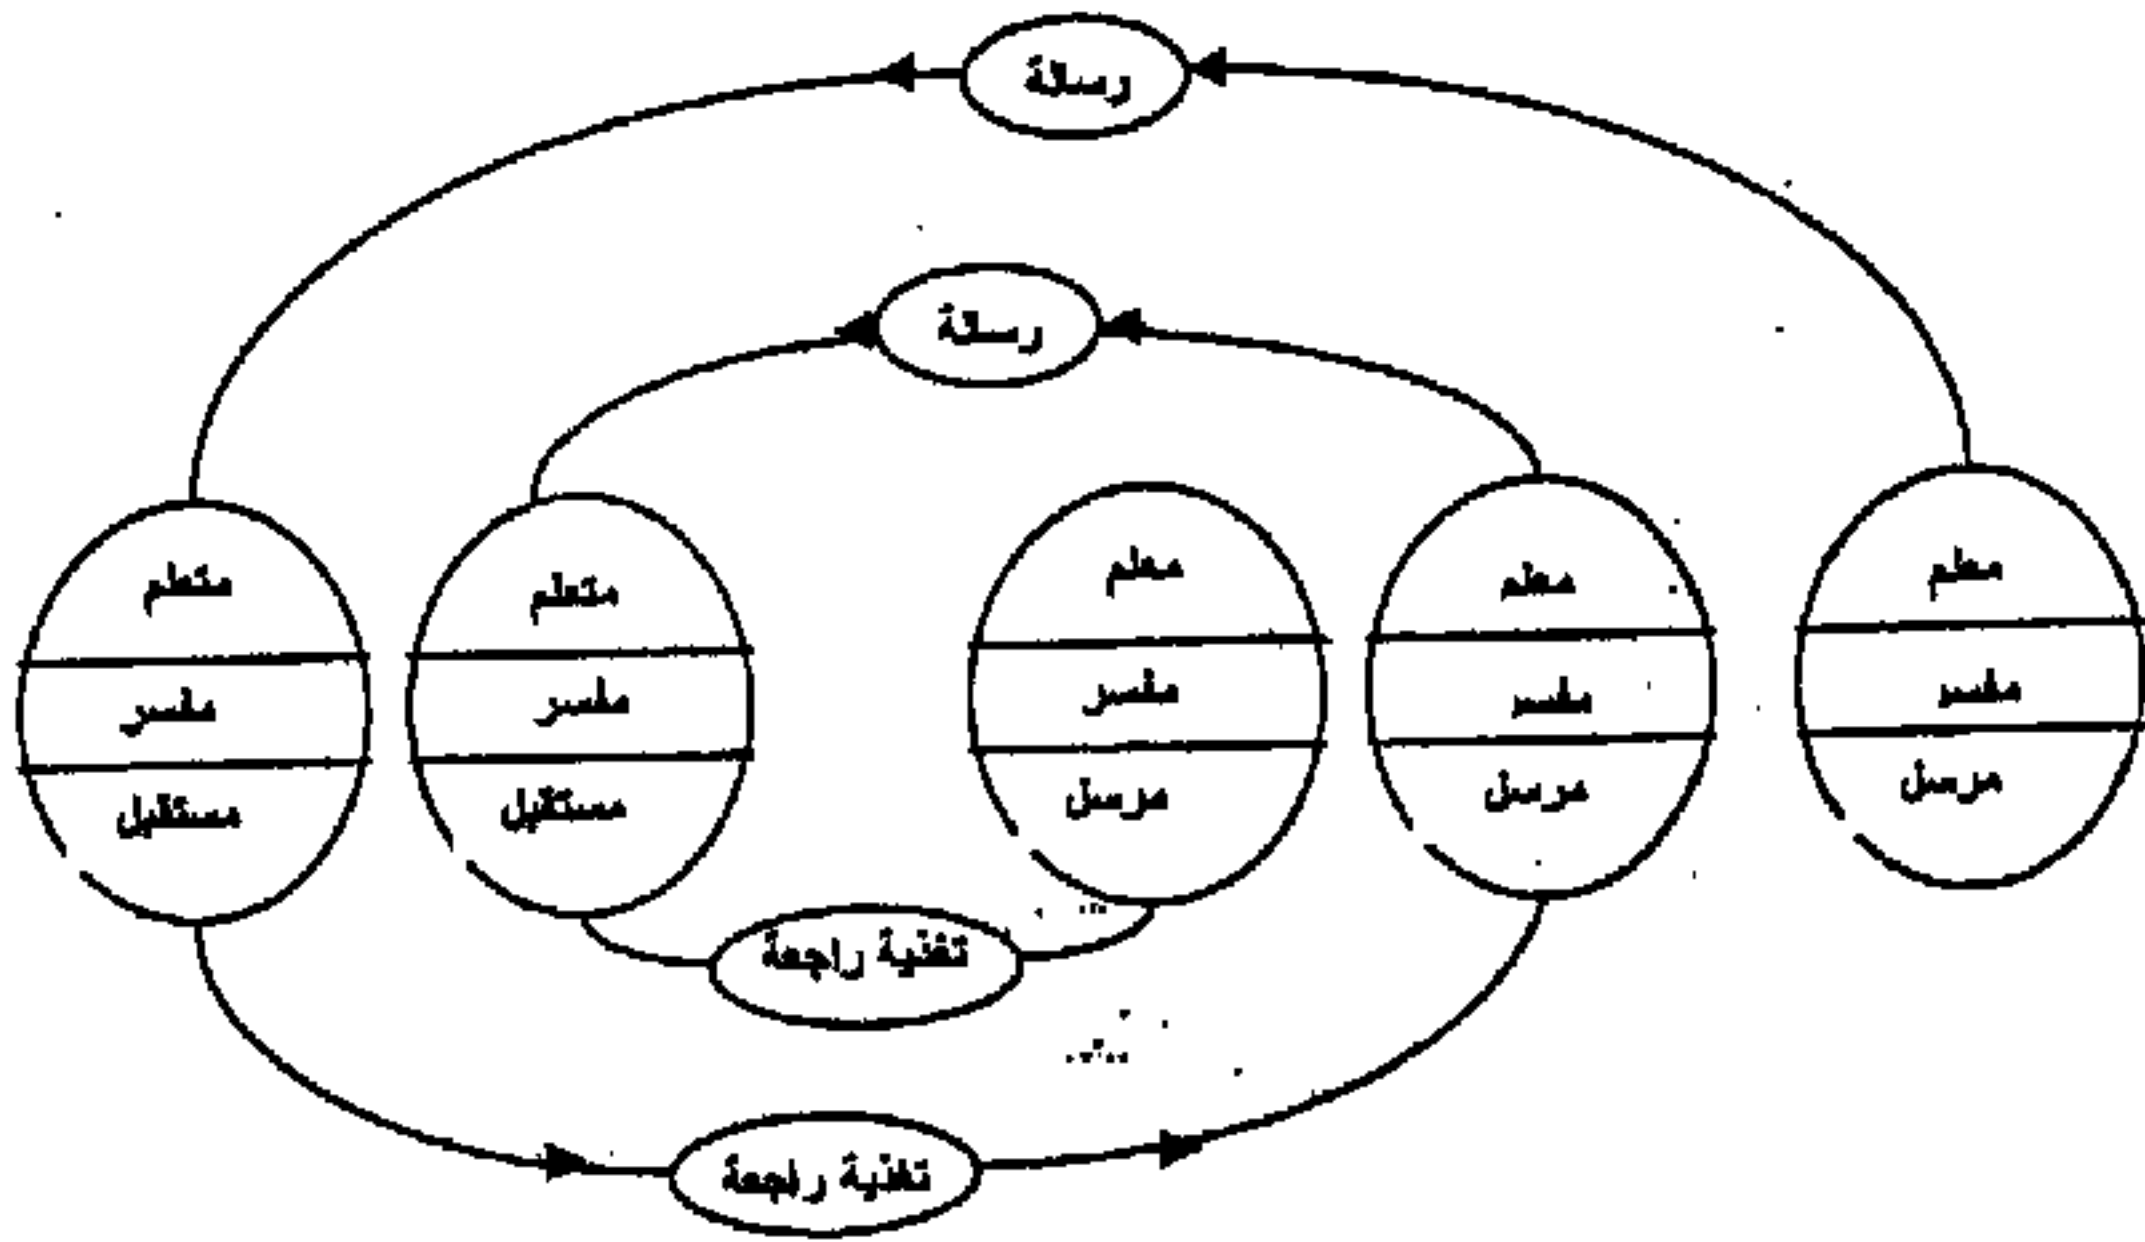 رسالة
رسالة
معلم
مفسر
مرسل
معلم
مفسر
مرسل
معلم
مفسر
مرسل
متعلم
مفسر
مستقبل
متعلم
مفسر
مستقبل
تغذية راجعة
تغذية راجعة